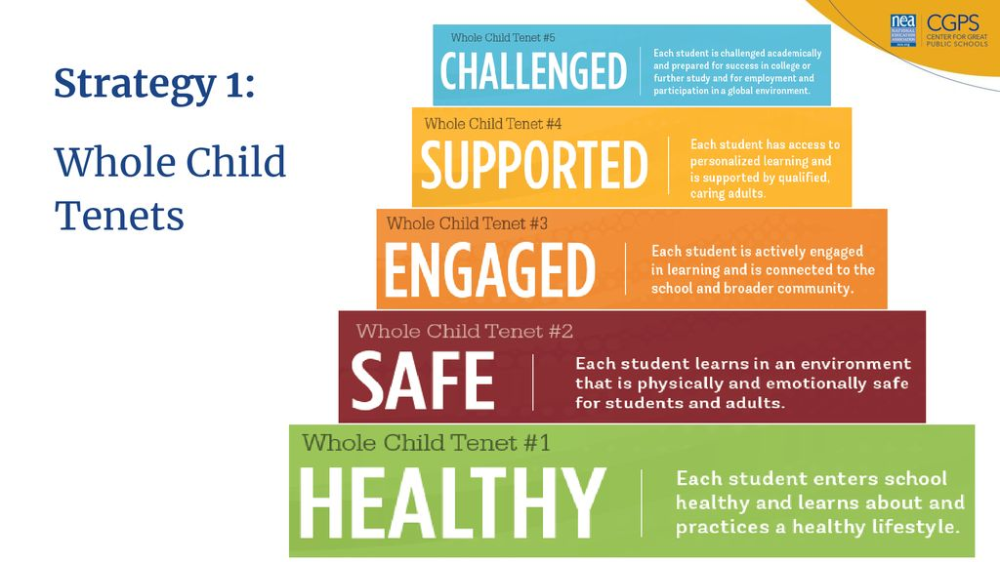 nea
NATIONAL
EDUCATION
ASSOCIATION
nea.org
CGPS
CENTER FOR GREAT
PUBLIC SCHOOLS
Strategy 1:
Whole Child
Tenets
Whole Child Tenet #5
CHALLENGED
Each student is challenged academically
and prepared for success in college or
further study and for employment and
participation in a global environment.
Whole Child Tenet #4
SUPPORTED
Each student has access to
personalized learning and
is supported by qualified,
caring adults.
Whole Child Tenet #3
ENGAGED
Each student is actively engaged
in learning and is connected to the
school and broader community.
Whole Child Tenet #2
SAFE
Each student learns in an environment
that is physically and emotionally safe
for students and adults.
Whole Child Tenet #1
HEALTHY
Each student enters school
healthy and learns about and
practices a healthy lifestyle.